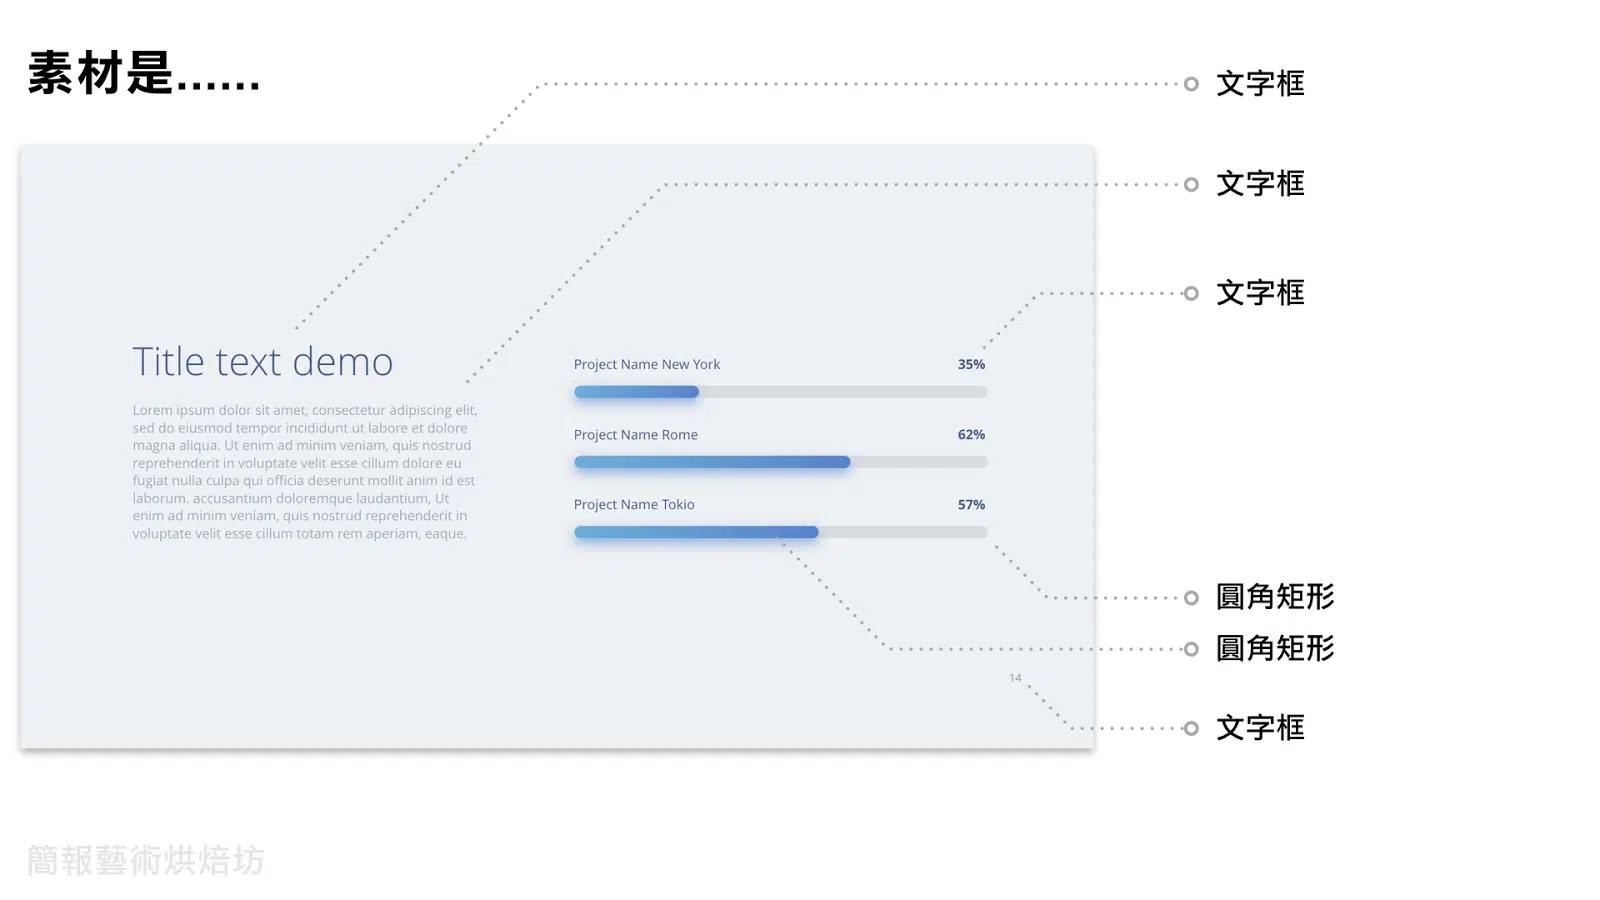 素材是......
文字框
文字框
文字框
Title text demo
Lorem ipsum dolor sit amet, consectetur adipiscing elit,
sed do eiusmod tempor incididunt ut labore et dolore
magna aliqua. Ut enim ad minim veniam, quis nostrud
reprehenderit in voluptate velit esse cillum dolore eu
fugiat nulla culpa qui officia deserunt mollit anim id est
laborum. accusantium doloremque laudantium, Ut
enim ad minim veniam, quis nostrud reprehenderit in
voluptate velit esse cillum totam rem aperiam, eaque.
Project Name New York 35%
Project Name Rome 62%
Project Name Tokio 57%
圓角矩形
圓角矩形
14
文字框
簡報藝術烘焙坊